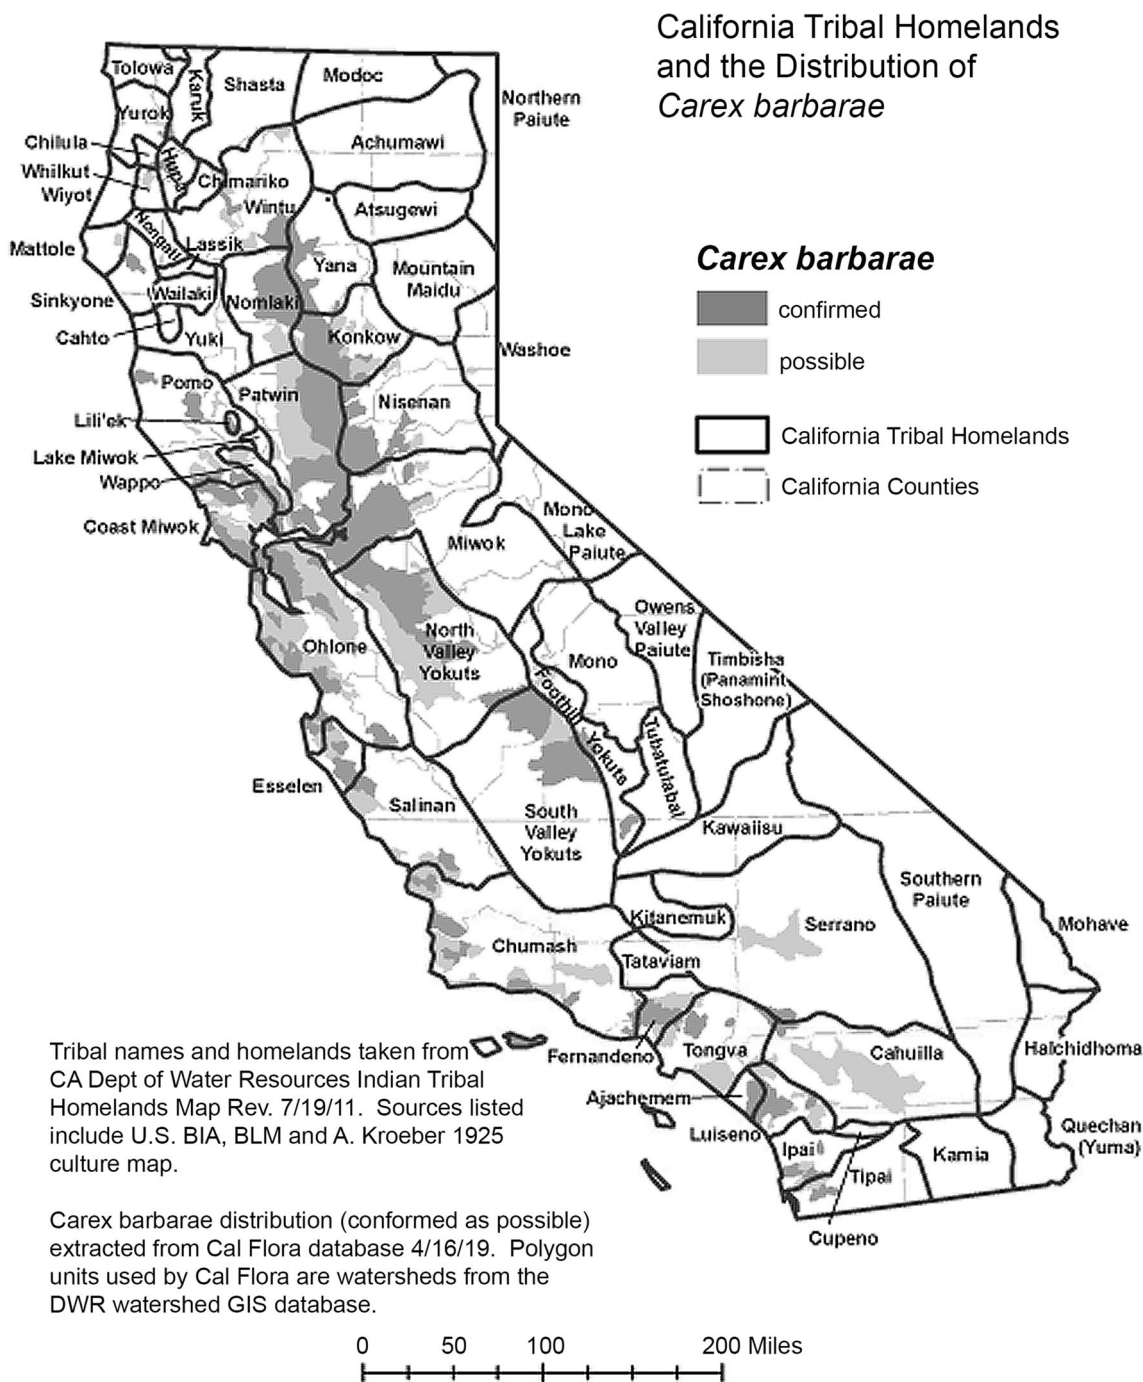 California Tribal Homelands
and the Distribution of
Carex barbarae
Tolowa
Karuk
Shasta
Modoc
Northern
Paiute
Yurok
Chilula
Achumawi
Whilkut
Hupa
Wiyot
Chimariko
Wintu
Atsugewi
Nongatl
Mattole
Lassik
Yana
Mountain
Maidu
Sinkyone
Wailaki
Nomlaki
Cahto
Yuki
Konkow
Washoe
Pomo
Patwin
Nisenan
Lili'ek
Lake Miwok
Wappo
Coast Miwok
Miwok
Mono
Lake
Paiute
Ohlone
North
Valley
Yokuts
Mono
Owens
Valley
Paiute
Timbisha
(Panamint
Shoshone)
Foothill
Yokuts
Tubatulabal
Esselen
Salinan
South
Valley
Yokuts
Kawaiisu
Southern
Paiute
Kitanemuk
Serrano
Mohave
Chumash
Tataviam
Fernandeno
Tongva
Cahuilla
Halchidhoma
Ajachemem
Luiseno
Ipai
Tipai
Kamia
Quechan
(Yuma)
Cupeno
Carex barbarae
confirmed
possible
California Tribal Homelands
California Counties
Tribal names and homelands taken from
CA Dept of Water Resources Indian Tribal
Homelands Map Rev. 7/19/11.  Sources listed
include U.S. BIA, BLM and A. Kroeber 1925
culture map.
Carex barbarae distribution (conformed as possible)
extracted from Cal Flora database 4/16/19.  Polygon
units used by Cal Flora are watersheds from the
DWR watershed GIS database.
0 50 100 200 Miles